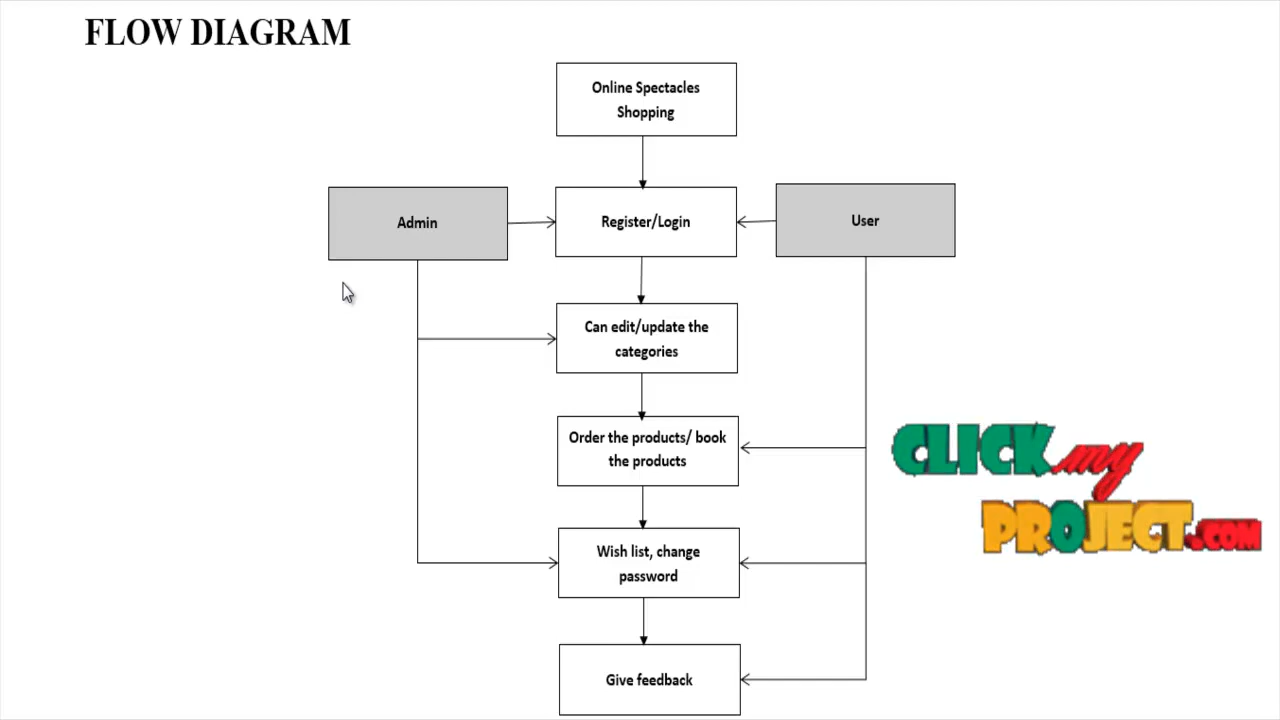 FLOW DIAGRAM
Online Spectacles
Shopping
Admin
Register/Login
User
Can edit/update the
categories
Order the products/ book
the products
CLICK my
PROJECT.COM
Wish list, change
password
Give feedback